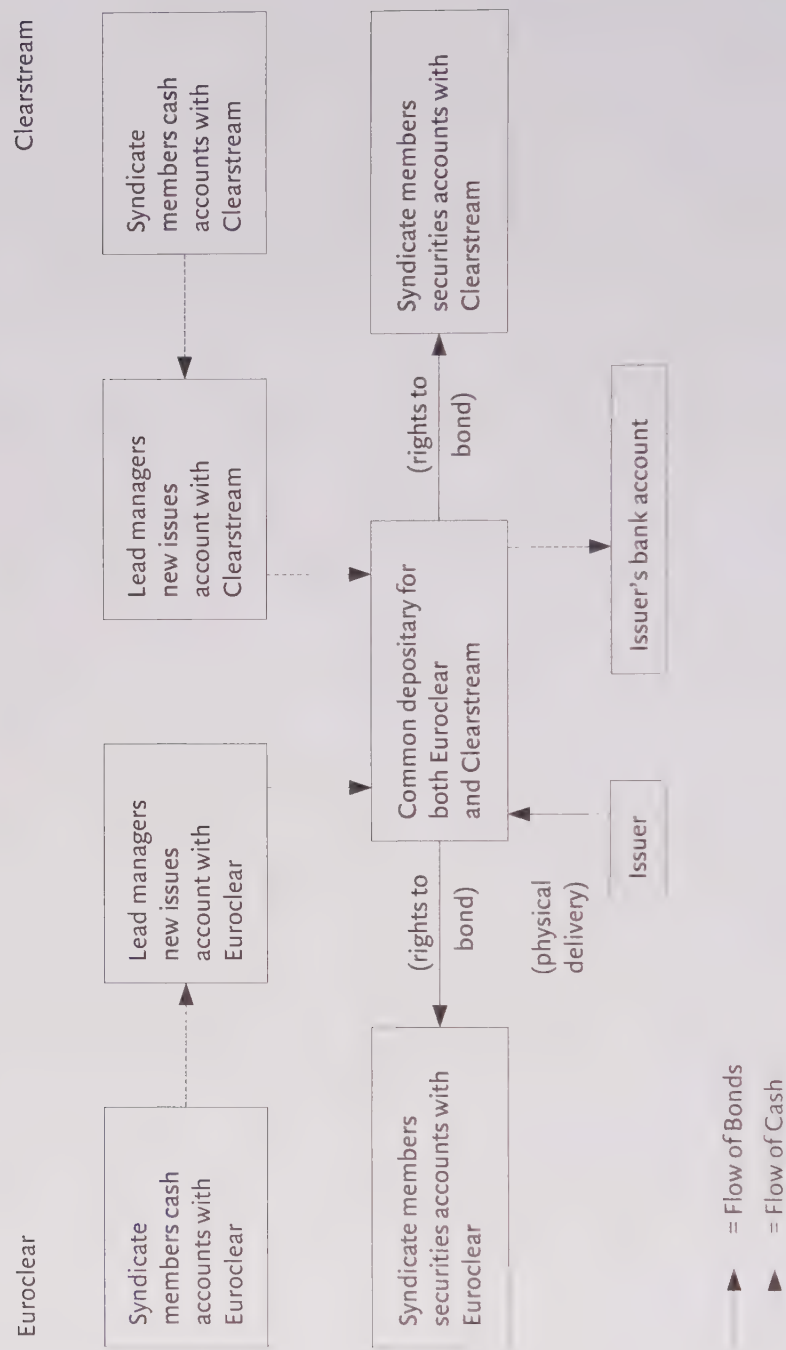 Euroclear
Clearstream
Syndicate
members cash
accounts with
Euroclear
Lead managers
new issues
account with
Euroclear
Lead managers
new issues
account with
Clearstream
Syndicate
members cash
accounts with
Clearstream
Syndicate members
securities accounts with
Euroclear
(rights to
bond)
Common depositary for
both Euroclear
and Clearstream
(rights to
bond)
Syndicate members
securities accounts with
Clearstream
(physical
delivery)
Issuer
Issuer's bank account
= Flow of Bonds
= Flow of Cash